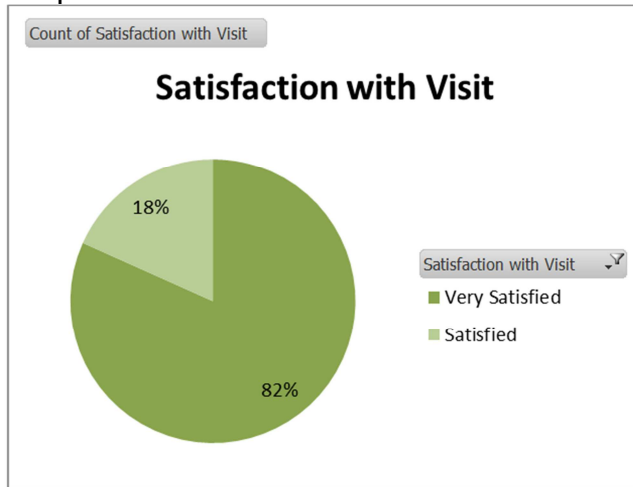 Count of Satisfaction with Visit
Satisfaction with Visit
18%
82%
Satisfaction with Visit
Very Satisfied
Satisfied